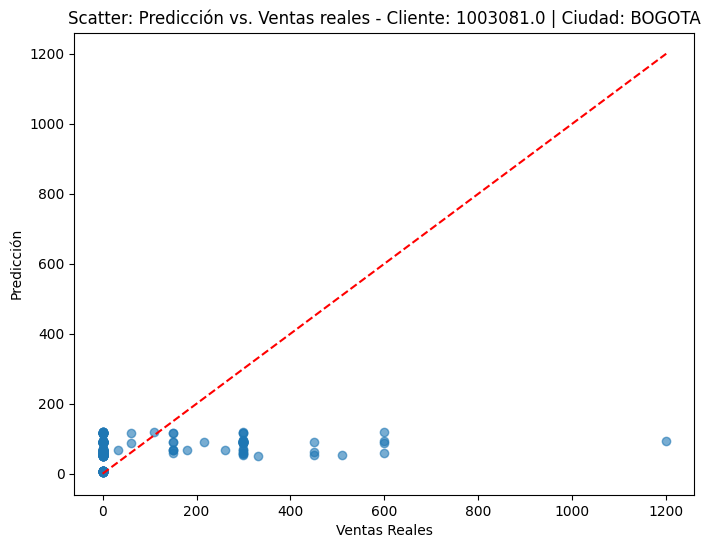 Scatter: Predicción vs. Ventas reales - Cliente: 1003081.0 | Ciudad: BOGOTA
1200
1000
800
600
400
200
0
Predicción
0 200 400 600 800 1000 1200
Ventas Reales